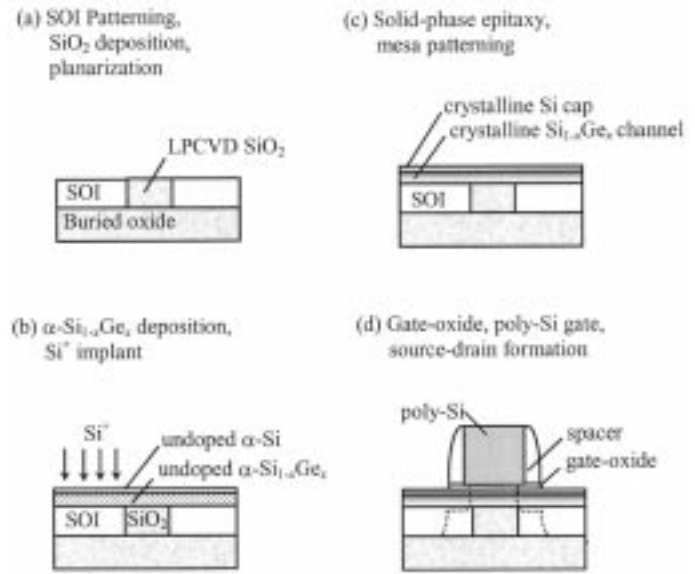 (a) SOI Patterning,
SiO₂ deposition,
planarization
LPCVD SiO₂
SOI
Buried oxide
(b) α-Si₁₋ₓGeₓ deposition,
Si⁺ implant
Si⁺
undoped α-Si
undoped α-Si₁₋ₓGeₓ
SOI
SiO₂
(c) Solid-phase epitaxy,
mesa patterning
crystalline Si cap
crystalline Si₁₋ₓGeₓ channel
SOI
(d) Gate-oxide, poly-Si gate,
source-drain formation
poly-Si
spacer
gate-oxide